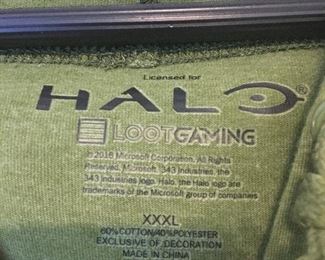 Licensed for
HALO®
LOOTGAMING
© 2016 Microsoft Corporation. All Rights
Reserved. Microsoft, 343 Industries, the
343 Industries logo, Halo, the Halo logo are
trademarks of the Microsoft group of companies
XXXL
60% COTTON/40% POLYESTER
EXCLUSIVE OF DECORATION
MADE IN CHINA